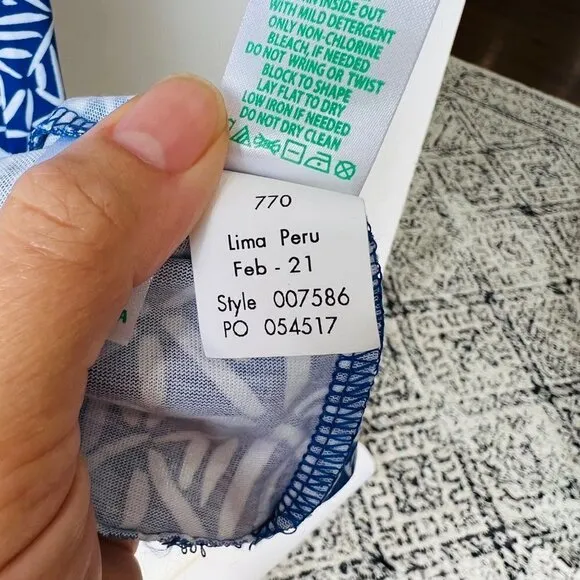 INSIDE OUT
WITH MILD DETERGENT
ONLY NON-CHLORINE
BLEACH, IF NEEDED
DO NOT WRING OR TWIST
BLOCK TO SHAPE
LAY FLAT TO DRY
LOW IRON IF NEEDED
DO NOT DRY CLEAN
770
Lima Peru
Feb - 21
Style 007586
PO 054517
A